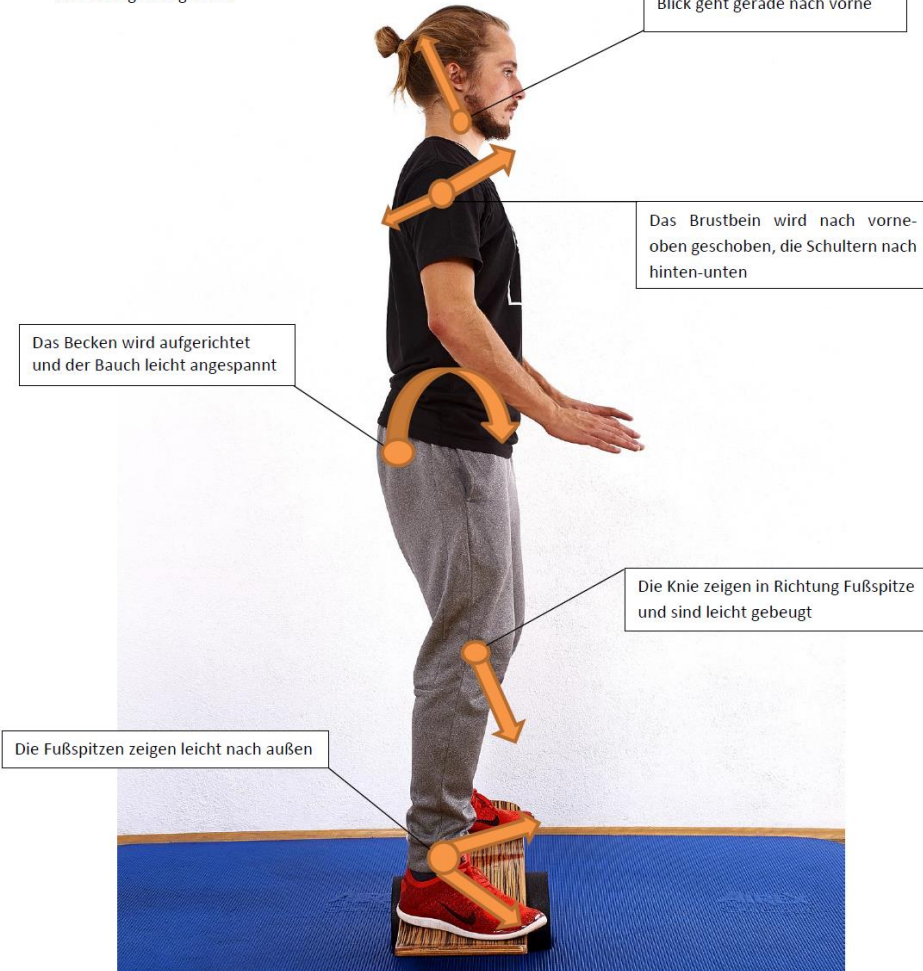 Blick geht gerade nach vorne
Das Brustbein wird nach vorne-
oben geschoben, die Schultern nach
hinten-unten
Das Becken wird aufgerichtet
und der Bauch leicht angespannt
Die Knie zeigen in Richtung Fußspitze
und sind leicht gebeugt
Die Fußspitzen zeigen leicht nach außen